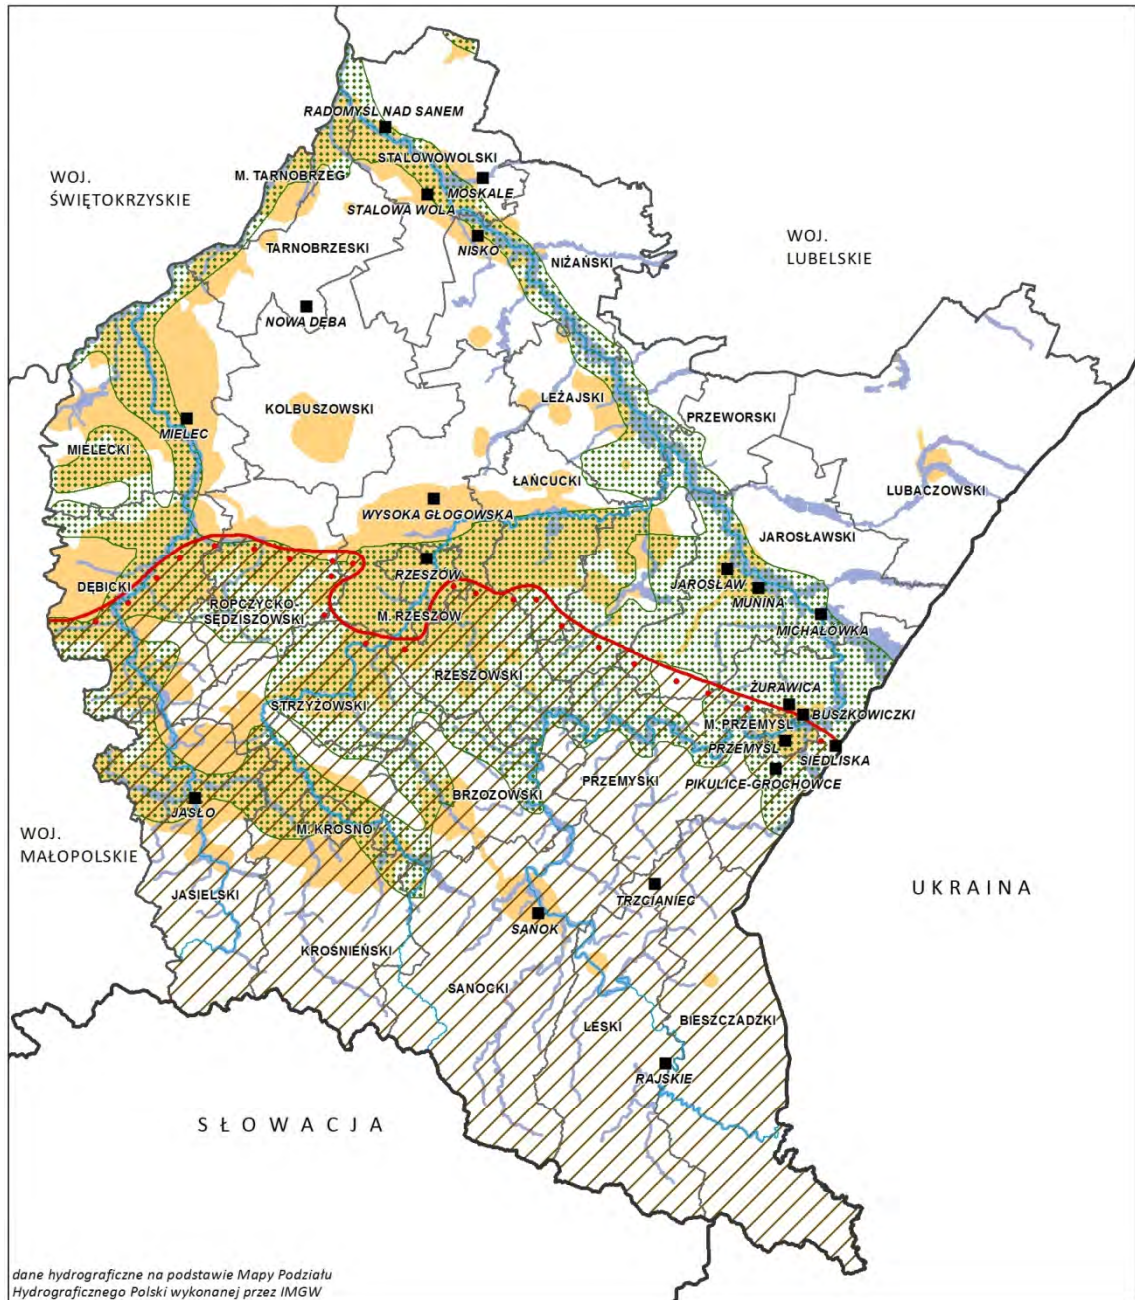 RADOMYŚL NAD SANEM
STALOWOWOLSKI
WOJ.
ŚWIĘTOKRZYSKIE
M. TARNOBRZEG
MOSKALE
STALOWA WOLA
TARNOBRZESKI
NISKO
WOJ.
LUBELSKIE
NIŻAŃSKI
NOWA DĘBA
KOLBUSZOWSKI
LEŻAJSKI
PRZEWORSKI
MIELEC
MIELECKI
ŁAŃCUCKI
LUBACZOWSKI
WYSOKA GŁOGOWSKA
JAROSŁAWSKI
RZESZÓW
JAROSŁAW
DĘBICKI
MUNINA
ROPCZYCKO-
SĘDZISZOWSKI
M. RZESZÓW
MICHAŁÓWKA
RZESZOWSKI
ŻURAWICA
STRZYŻOWSKI
BUSZKOWICZKI
M. PRZEMYŚL
PRZEMYŚL
SIEDLISKA
PRZEMYSKI
PIKULICE-GROCHOWCE
BRZOZOWSKI
JASŁO
M. KROSNO
WOJ.
MAŁOPOLSKIE
JASIELSKI
TRZCIANIEC
UKRAINA
SANOK
KROŚNIEŃSKI
SANOCKI
LESKI
BIESZCZADZKI
RAJSKIE
SŁOWACJA
dane hydrograficzne na podstawie Mapy Podziału
Hydrograficznego Polski wykonanej przez IMGW